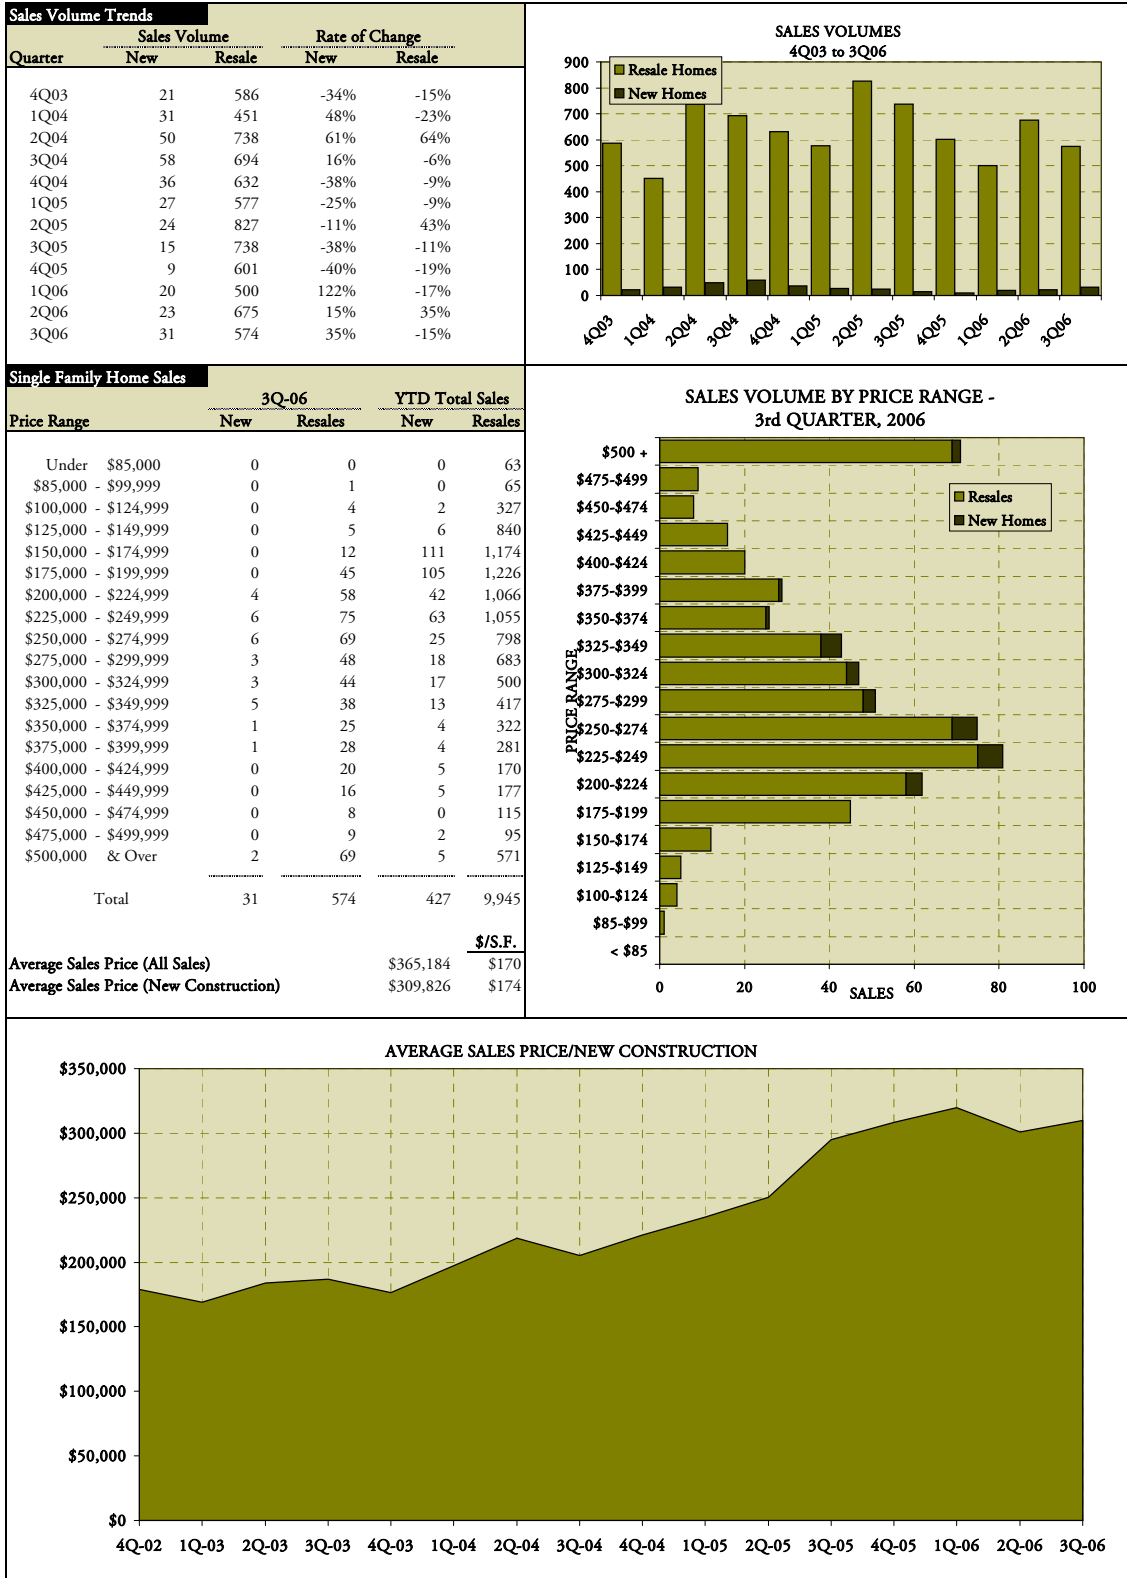 Sales Volume Trends
Sales Volume Rate of Change
Quarter New Resale New Resale
4Q03 21 586 -34% -15%
1Q04 31 451 48% -23%
2Q04 50 738 61% 64%
3Q04 58 694 16% -6%
4Q04 36 632 -38% -9%
1Q05 27 577 -25% -9%
2Q05 24 827 -11% 43%
3Q05 15 738 -38% -11%
4Q05 9 601 -40% -19%
1Q06 20 500 122% -17%
2Q06 23 675 15% 35%
3Q06 31 574 35% -15%
SALES VOLUMES
4Q03 to 3Q06
900
800
700
600
500
400
300
200
100
0
Resale Homes
New Homes
4Q03 1Q04 2Q04 3Q04 4Q04 1Q05 2Q05 3Q05 4Q05 1Q06 2Q06 3Q06
Single Family Home Sales
3Q-06 YTD Total Sales
Price Range New Resales New Resales
Under $85,000 0 0 0 63
$85,000 - $99,999 0 1 0 65
$100,000 - $124,999 0 4 2 327
$125,000 - $149,999 0 5 6 840
$150,000 - $174,999 0 12 111 1,174
$175,000 - $199,999 0 45 105 1,226
$200,000 - $224,999 4 58 42 1,066
$225,000 - $249,999 6 75 63 1,055
$250,000 - $274,999 6 69 25 798
$275,000 - $299,999 3 48 18 683
$300,000 - $324,999 3 44 17 500
$325,000 - $349,999 5 38 13 417
$350,000 - $374,999 1 25 4 322
$375,000 - $399,999 1 28 4 281
$400,000 - $424,999 0 20 5 170
$425,000 - $449,999 0 16 5 177
$450,000 - $474,999 0 8 0 115
$475,000 - $499,999 0 9 2 95
$500,000 & Over 2 69 5 571
Total 31 574 427 9,945
$/S.F.
Average Sales Price (All Sales) $365,184 $170
Average Sales Price (New Construction) $309,826 $174
SALES VOLUME BY PRICE RANGE -
3rd QUARTER, 2006
$500 +
$475-$499
$450-$474
$425-$449
$400-$424
$375-$399
$350-$374
$325-$349
$300-$324
$275-$299
$250-$274
$225-$249
$200-$224
$175-$199
$150-$174
$125-$149
$100-$124
$85-$99
< $85
PRICE RANGE
Resales
New Homes
0 20 40 60 80 100
SALES
AVERAGE SALES PRICE/NEW CONSTRUCTION
$350,000
$300,000
$250,000
$200,000
$150,000
$100,000
$50,000
$0
4Q-02 1Q-03 2Q-03 3Q-03 4Q-03 1Q-04 2Q-04 3Q-04 4Q-04 1Q-05 2Q-05 3Q-05 4Q-05 1Q-06 2Q-06 3Q-06